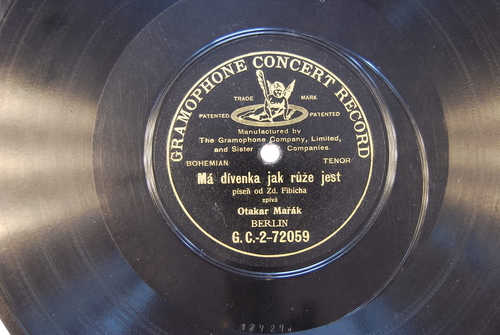 GRAMOPHONE CONCERT RECORD
TRADE MARK
PATENTED PATENTED
Manufactured by
The Gramophone Company, Limited,
and Sister Companies.
BOHEMIAN TENOR
Má dívenka jak růže jest
píseň od Zd. Fibicha
zpívá
Otakar Mařák
BERLIN
G.C.-2-72059